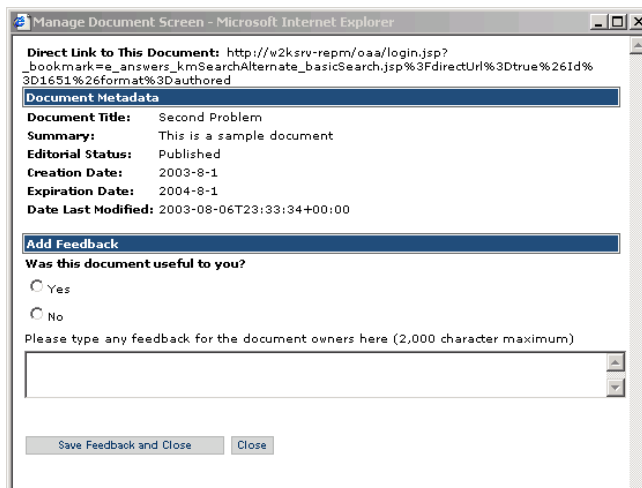 Manage Document Screen - Microsoft Internet Explorer
Direct Link to This Document: http://w2ksrv-repm/oaa/login.jsp?
_bookmark=e_answers_kmSearchAlternate_basicSearch.jsp%3FdirectUrl%3Dtrue%26Id%
3D1651%26format%3Dauthored
Document Metadata
Document Title: Second Problem
Summary: This is a sample document
Editorial Status: Published
Creation Date: 2003-8-1
Expiration Date: 2004-8-1
Date Last Modified: 2003-08-06T23:33:34+00:00
Add Feedback
Was this document useful to you?
Yes
No
Please type any feedback for the document owners here (2,000 character maximum)
Save Feedback and Close Close